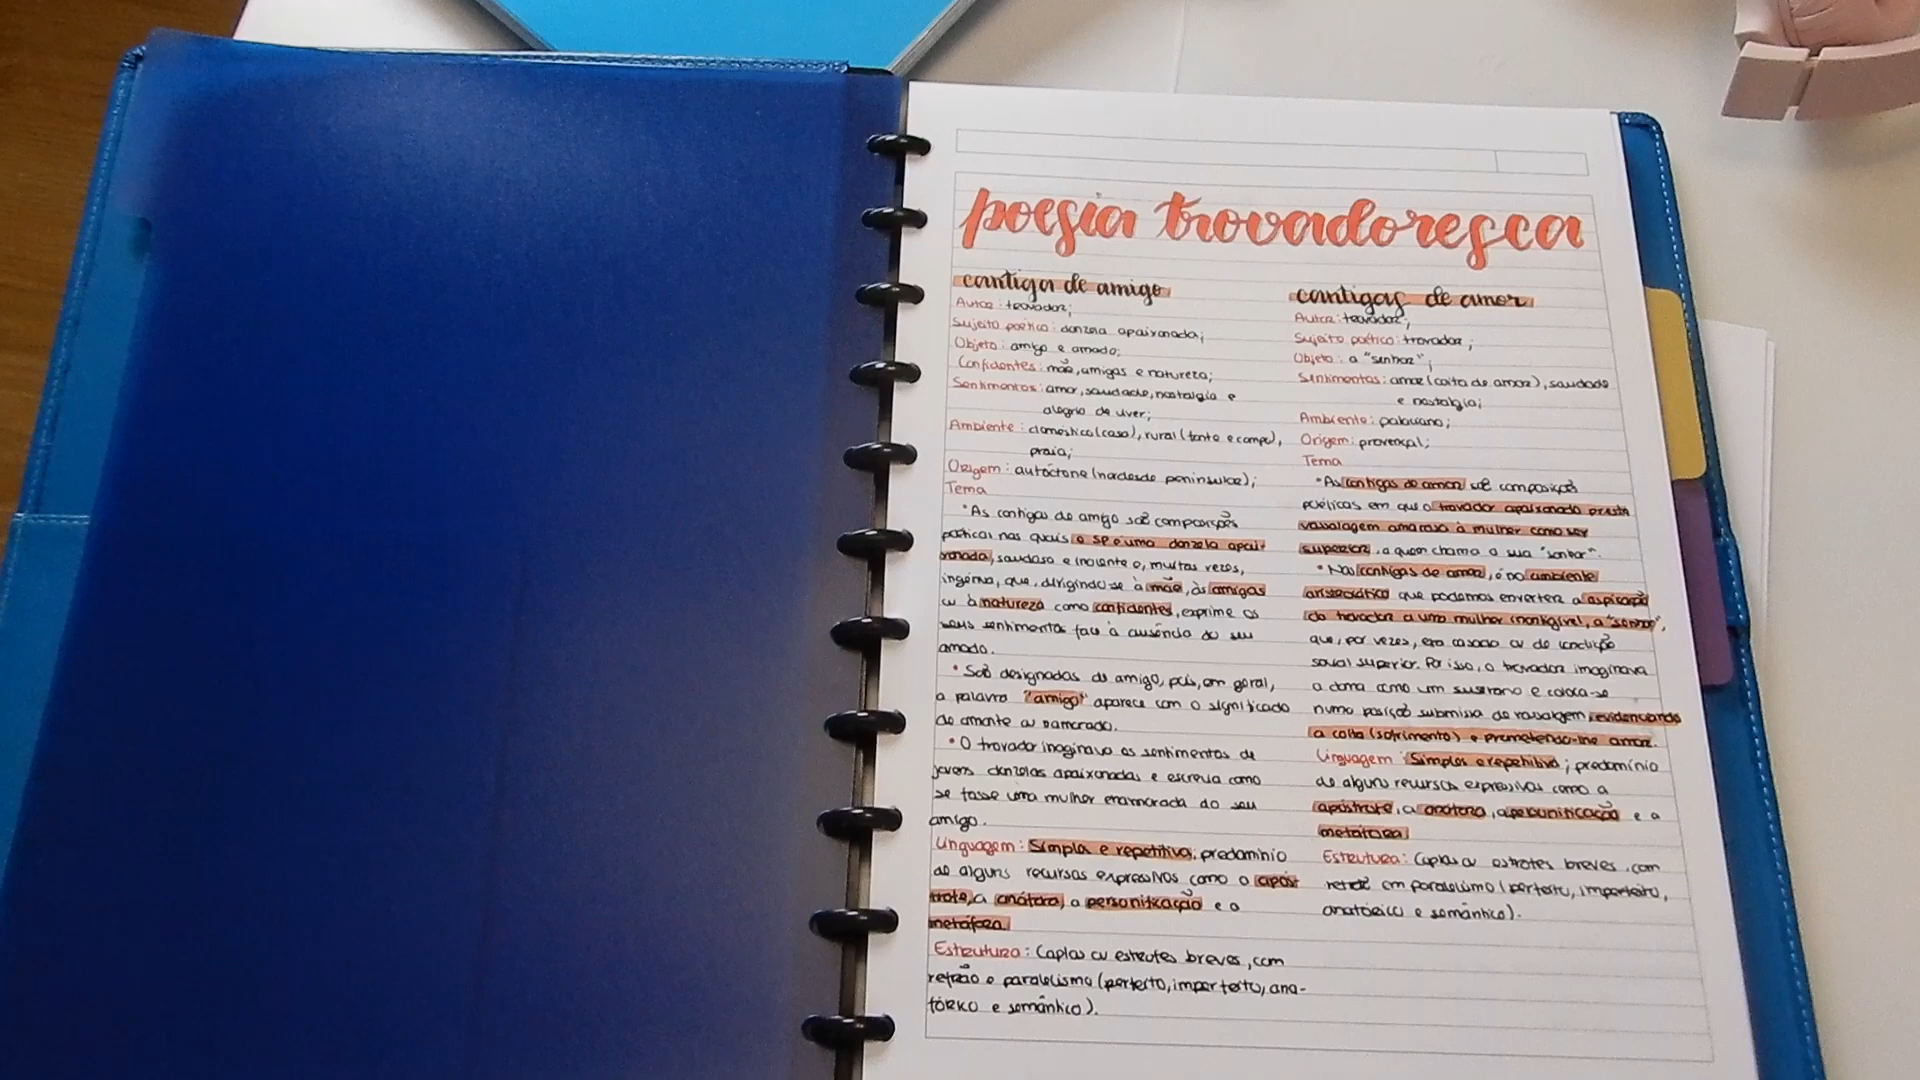 poesia trovadoresca
cantiga de amigo
Autor: trovador;
Sujeito poético: donzela apaixonada;
Objeto: amigo e amado;
Confidentes: mãe, amigas e natureza;
Sentimentos: amor, saudade, nostalgia e
alegria de viver;
Ambiente: doméstico (casa), rural (fonte e campo),
praia;
Origem: autóctone (nordeste peninsular);
Tema
•As cantigas de amigo são composições
poéticas nas quais o sp é uma donzela apai-
xonada, saudosa e inocente e, muitas vezes,
ingénua, que, dirigindo-se à mãe, às amigas
ou à natureza como confidentes, exprime os
seus sentimentos face à ausência do seu
amado.
• São designadas de amigo, pois, em geral,
a palavra "amigo" aparece com o significado
de amante ou namorado.
• O trovador imaginava os sentimentos de
jovens donzelas apaixonadas e escrevia como
se fosse uma mulher enamorada do seu
amigo.
Linguagem: Simples e repetitiva; predomínio
de alguns recursos expressivos como a após-
trofe, a anáfora, a personificação e a
metáfora.
Estrutura: Coplas ou estrofes breves, com
refrão e paralelismo (perfeito, imperfeito, ana-
fórico e semântico).
cantigas de amor
Autor: trovador;
Sujeito poético: trovador;
Objeto: a "senhor";
Sentimentos: amor (coita de amor), saudade
e nostalgia;
Ambiente: palaciano;
Origem: provençal;
Tema
•As cantigas de amor são composições
poéticas em que o trovador apaixonado presta
vassalagem amorosa à mulher como ser
superior, a quem chama a sua "senhor".
• Nas cantigas de amor, é no ambiente
aristocrático que podemos a aspiração
do trovador a uma mulher inatingível, a "senhor",
que, por vezes, era casada ou de condição
social superior. Por isso, o trovador imaginava
a dona como um suserano e coloca-se
numa posição submissa de vassalagem, evidenciando
a coita (sofrimento) e prometendo-lhe amor.
Linguagem: Simples e repetitiva; predomínio
de alguns recursos expressivos como a
apóstrofe, a anáfora, a personificação e a
metáfora.
Estrutura: Coplas ou estrofes breves, com
refrão em paralelismo (perfeito, imperfeito,
anafórico e semântico).